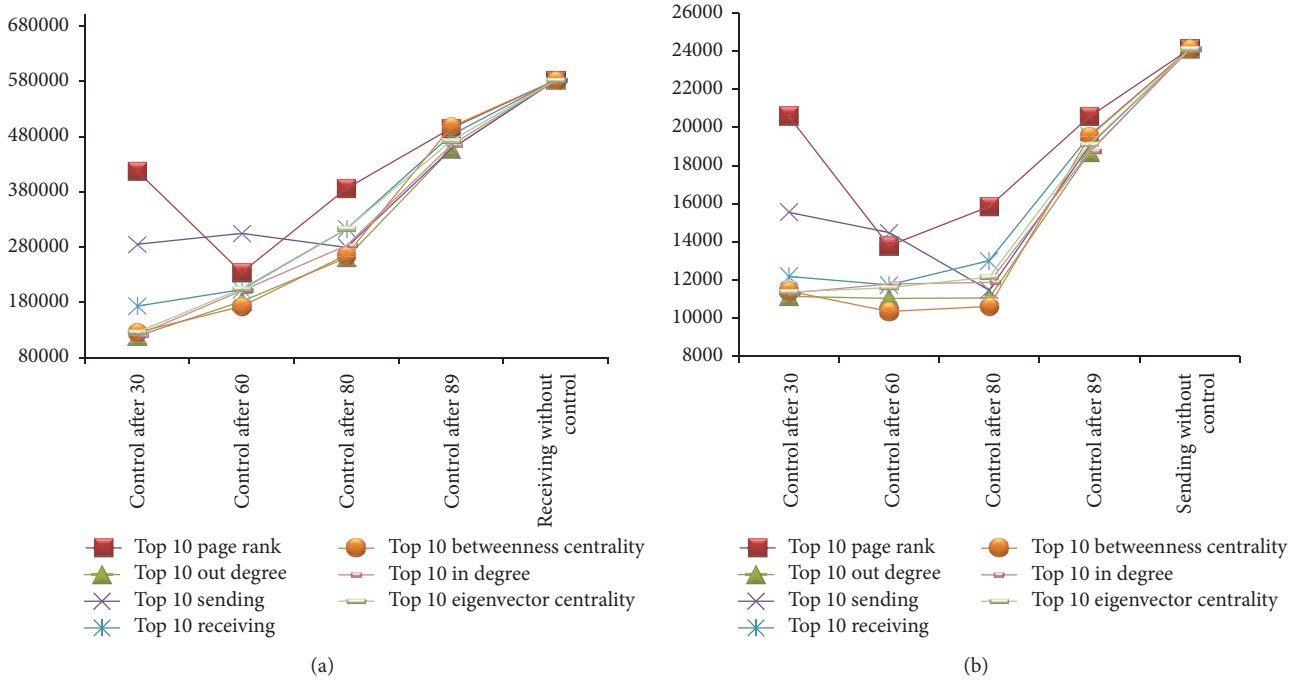 680000
580000
480000
380000
280000
180000
80000
Control after 30
Control after 60
Control after 80
Control after 89
Receiving without
control
Top 10 page rank
Top 10 out degree
Top 10 sending
Top 10 receiving
Top 10 betweenness centrality
Top 10 in degree
Top 10 eigenvector centrality
(a)
26000
24000
22000
20000
18000
16000
14000
12000
10000
8000
Control after 30
Control after 60
Control after 80
Control after 89
Sending without
control
Top 10 page rank
Top 10 out degree
Top 10 sending
Top 10 receiving
Top 10 betweenness centrality
Top 10 in degree
Top 10 eigenvector centrality
(b)